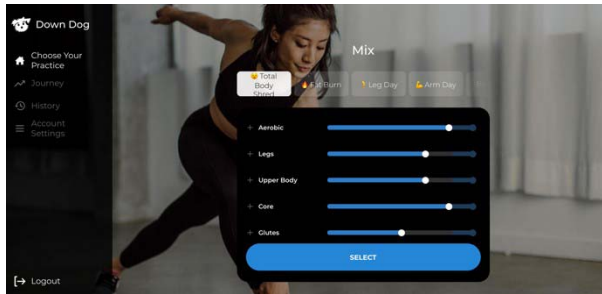 Down Dog
Choose Your
Practice
Journey
History
Account
Settings
Logout
Mix
Total
Body
Shred
Fat Burn
Leg Day
Arm Day
Aerobic
Legs
Upper Body
Core
Glutes
SELECT